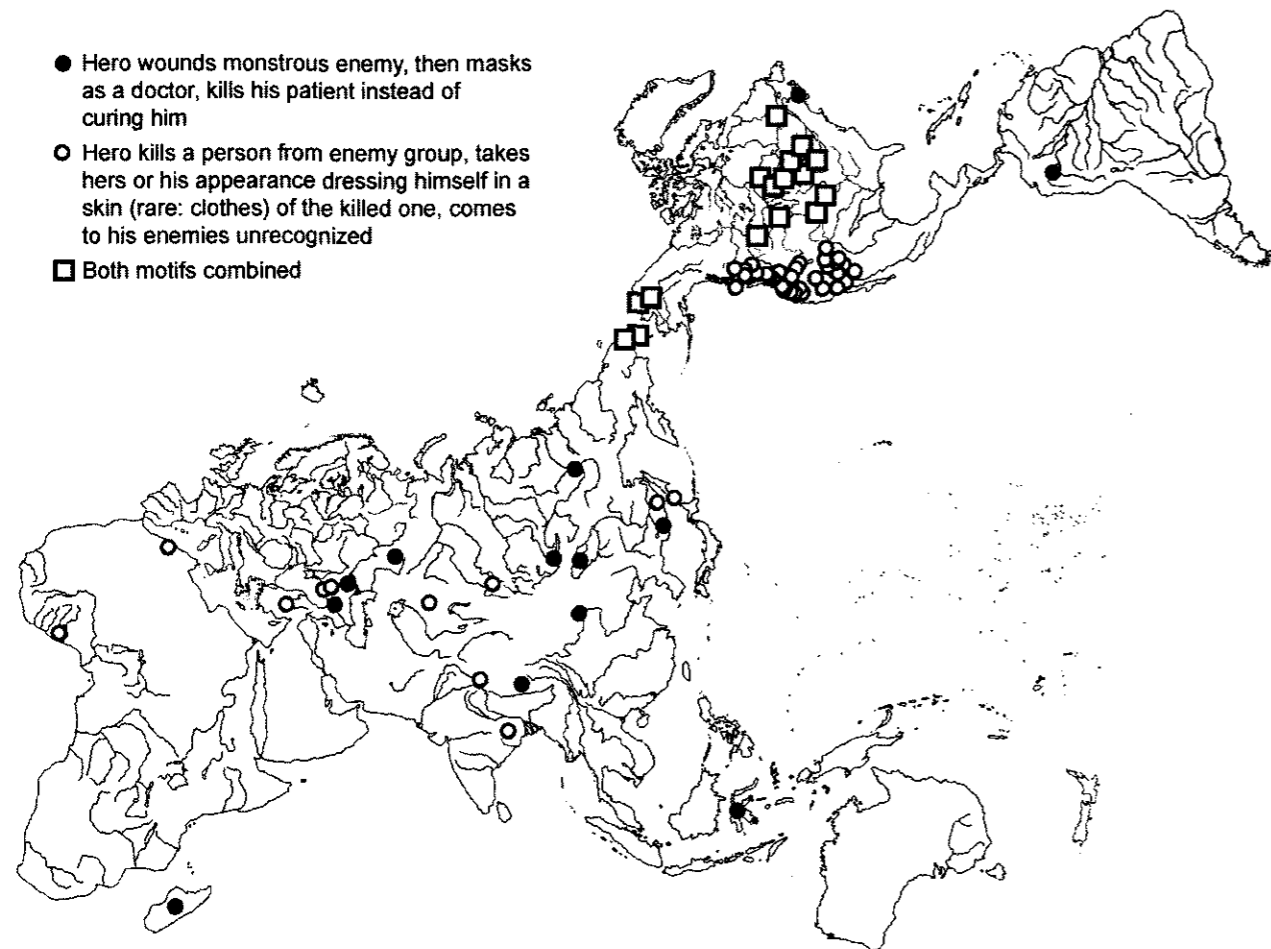 Hero wounds monstrous enemy, then masks
as a doctor, kills his patient instead of
curing him
Hero kills a person from enemy group, takes
hers or his appearance dressing himself in a
skin (rare: clothes) of the killed one, comes
to his enemies unrecognized
Both motifs combined